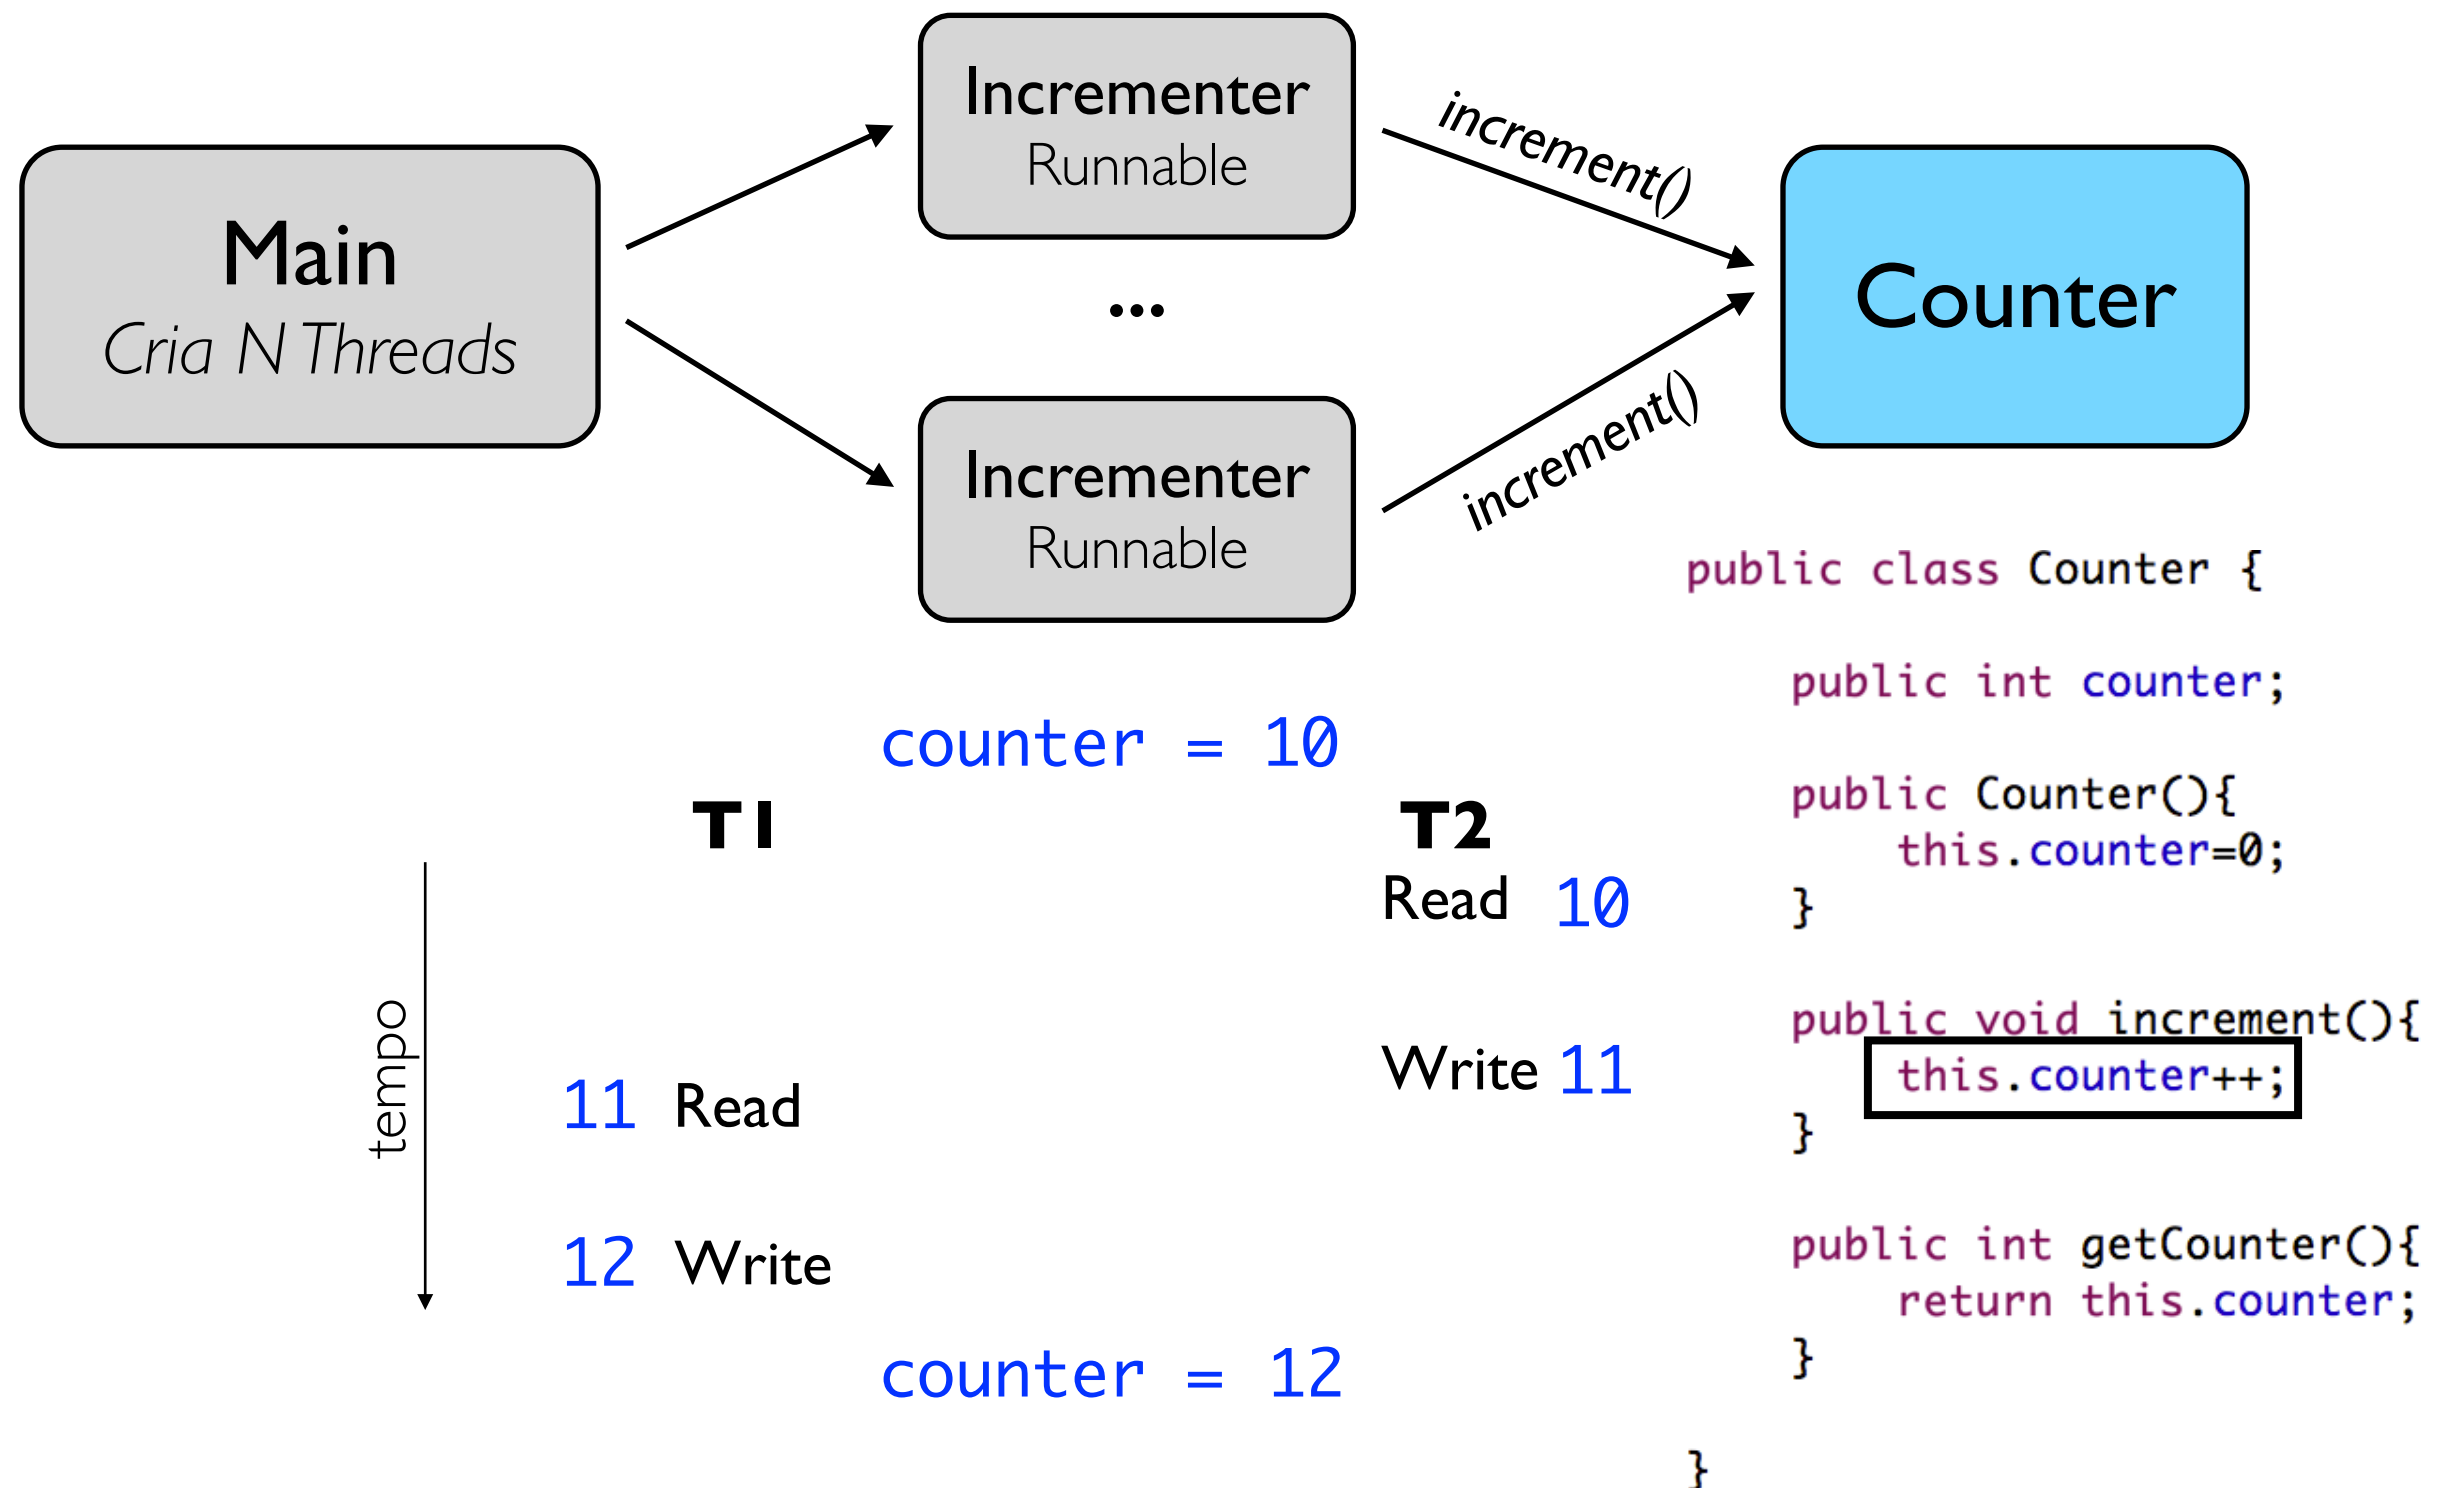 Main
Cria N Threads
Incrementer
Runnable
...
Incrementer
Runnable
increment()
increment()
Counter
counter = 10
T1
T2
Read 10
Write 11
tempo
11 Read
12 Write
counter = 12
public class Counter {
public int counter;
public Counter(){
this.counter=0;
}
public void increment(){
this.counter++;
}
public int getCounter(){
return this.counter;
}
}